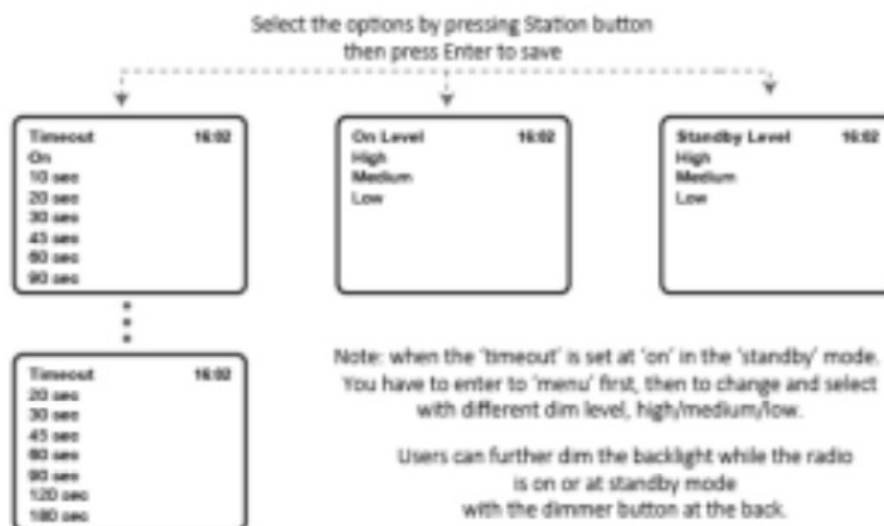 Select the options by pressing Station button
then press Enter to save
Timeout 16:02
On
10 sec
20 sec
30 sec
45 sec
60 sec
90 sec
On Level 16:02
High
Medium
Low
Standby Level 16:02
High
Medium
Low
Timeout 16:02
20 sec
30 sec
45 sec
60 sec
90 sec
120 sec
180 sec
Note: when the 'timeout' is set at 'on' in the 'standby' mode.
You have to enter to 'menu' first, then to change and select
with different dim level, high/medium/low.
Users can further dim the backlight while the radio
is on or at standby mode
with the dimmer button at the back.